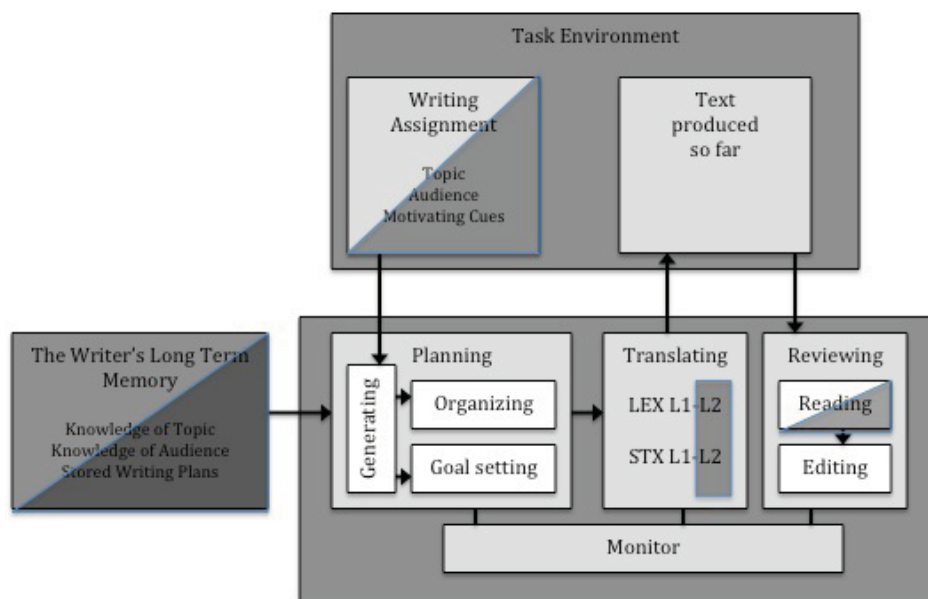 Task Environment
Writing
Assignment
Topic
Audience
Motivating Cues
Text
produced
so far
The Writer's Long Term
Memory
Knowledge of Topic
Knowledge of Audience
Stored Writing Plans
Planning
Generating
Organizing
Goal setting
Translating
LEX L1-L2
STX L1-L2
Reviewing
Reading
Editing
Monitor